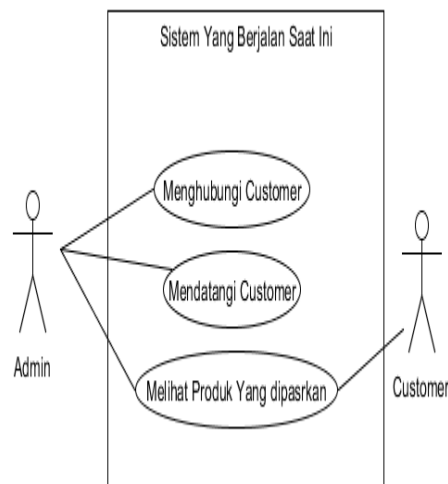 Sistem Yang Berjalan Saat Ini
Menghubungi Customer
Mendatangi Customer
Admin
Melihat Produk Yang dipasrkan
Customer